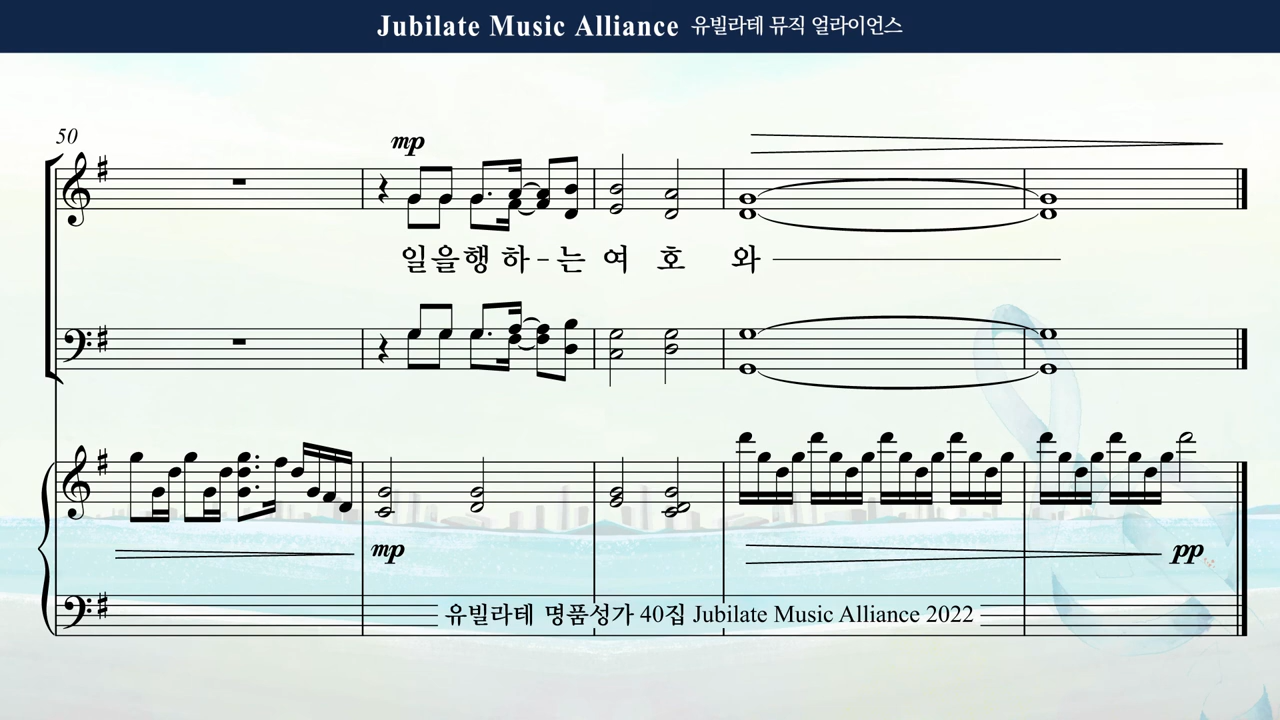 Jubilate Music Alliance 유빌라테 뮤직 얼라이언스
50
mp
일을행 하-는 여 호 와
mp
pp
유빌라테 명품성가 40집 Jubilate Music Alliance 2022